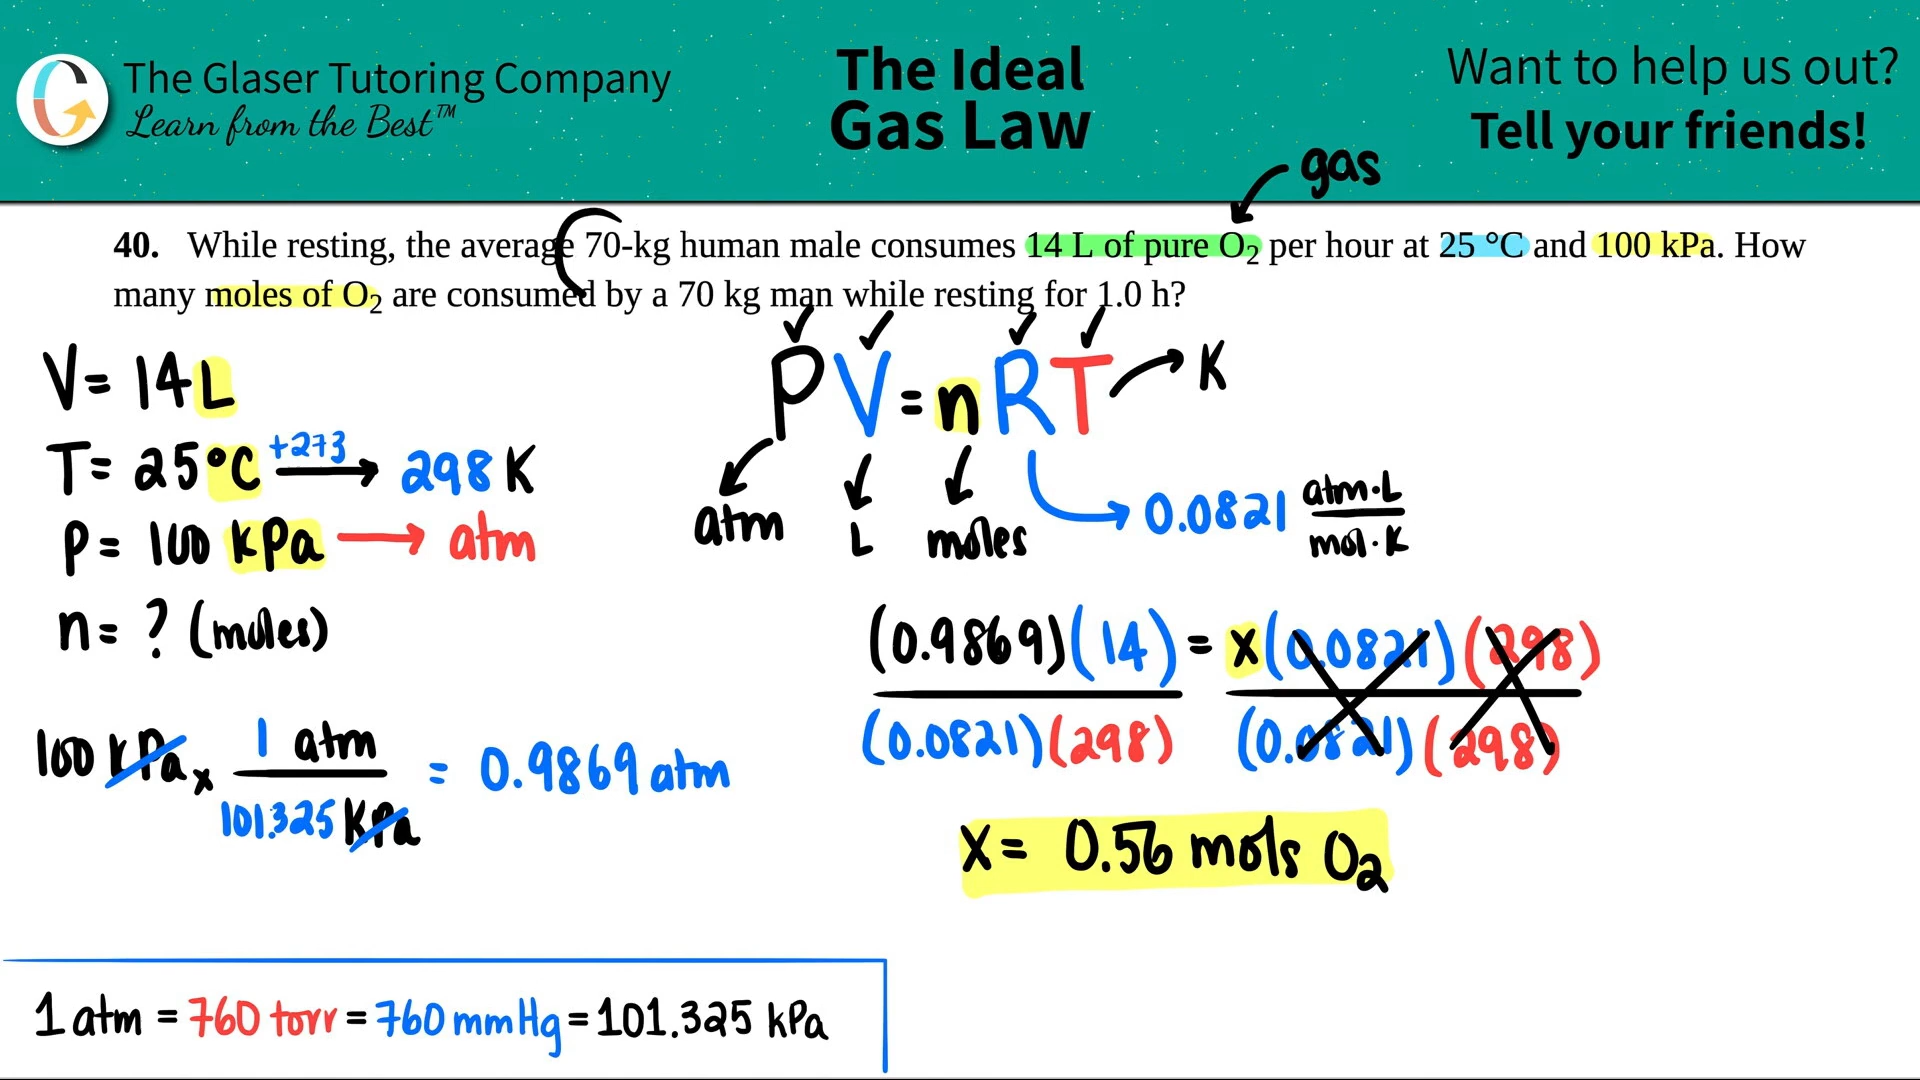 The Glaser Tutoring Company
Learn from the Best™
The Ideal
Gas Law
Want to help us out?
Tell your friends!
gas
40. While resting, the average 70-kg human male consumes 14 L of pure O₂ per hour at 25 °C and 100 kPa. How
many moles of O₂ are consumed by a 70 kg man while resting for 1.0 h?
V= 14 L
T= 25°C +273 → 298 K
P= 100 kPa → atm
n= ? (moles)
PV=nRT → K
atm
L
moles
0.0821 atm·L
mol·K
100 kPa x 1 atm = 0.9869 atm
101.325 kPa
(0.9869)(14) = x(0.0821)(298)
(0.0821)(298) (0.0821)(298)
x= 0.56 mols O₂
1 atm = 760 torr = 760 mmHg = 101.325 kPa